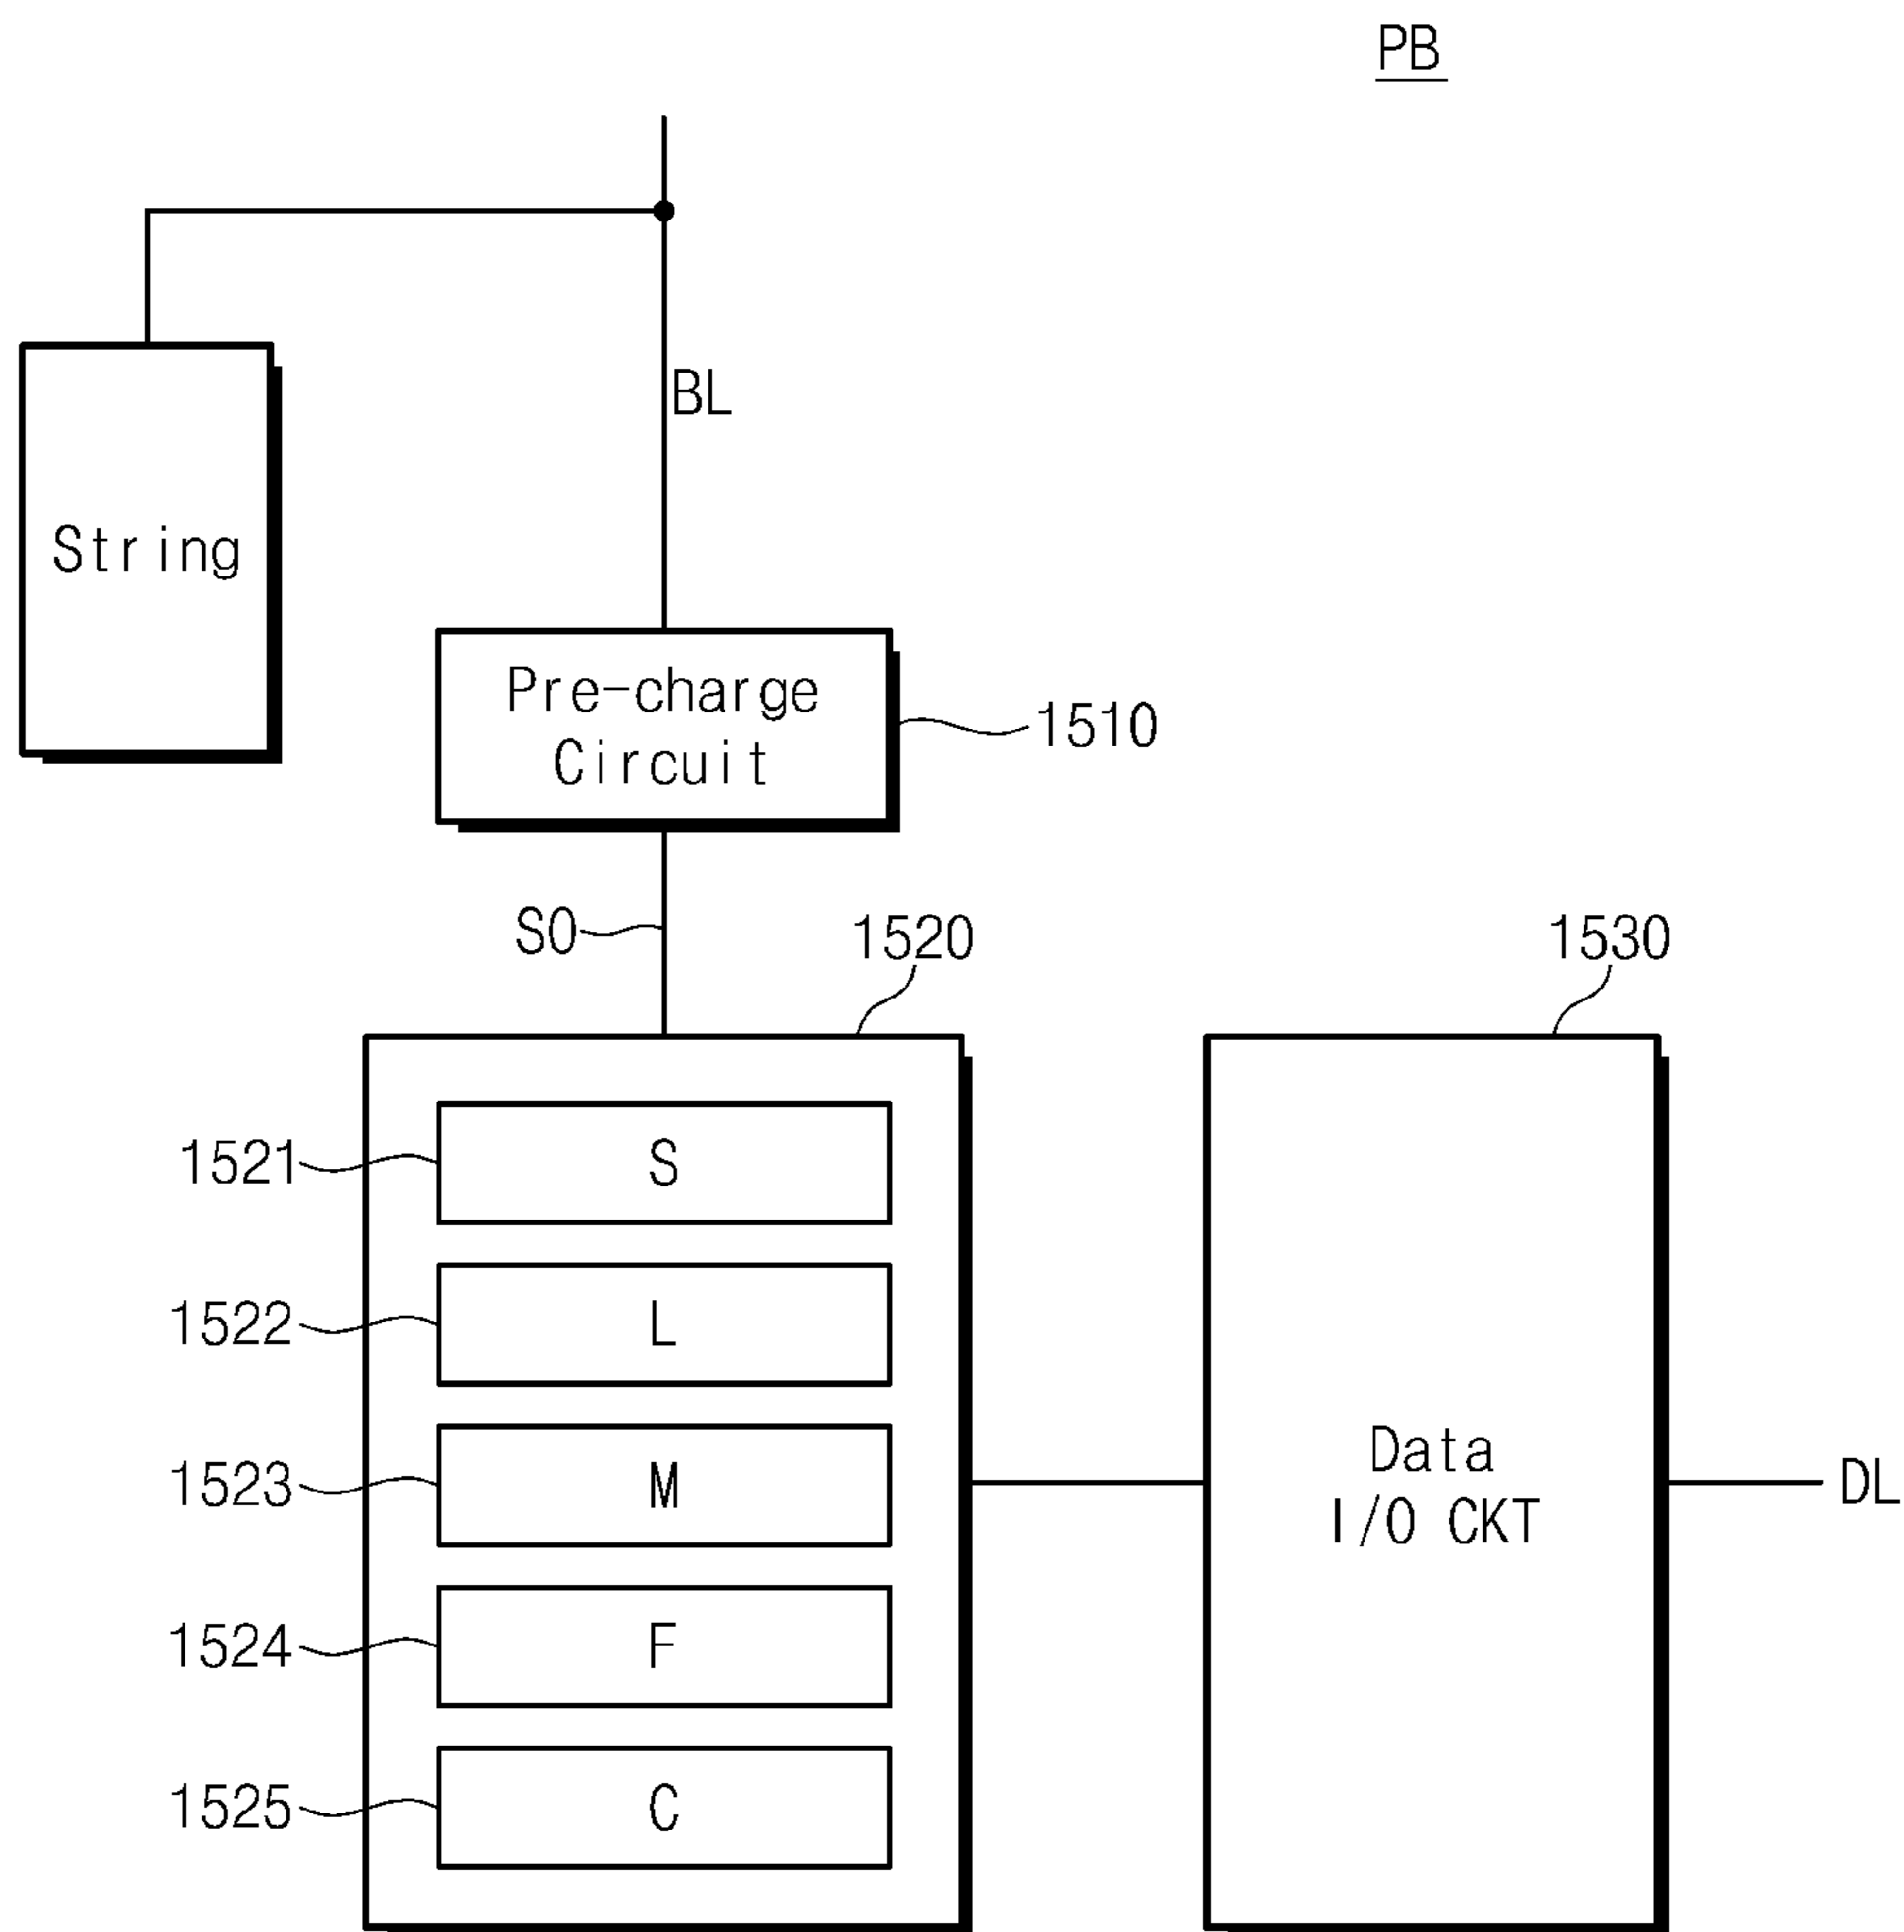 PB
BL
String
Pre-charge
Circuit
1510
SO
1520
1530
1521
S
1522
L
1523
M
Data
I/O CKT
DL
1524
F
1525
C